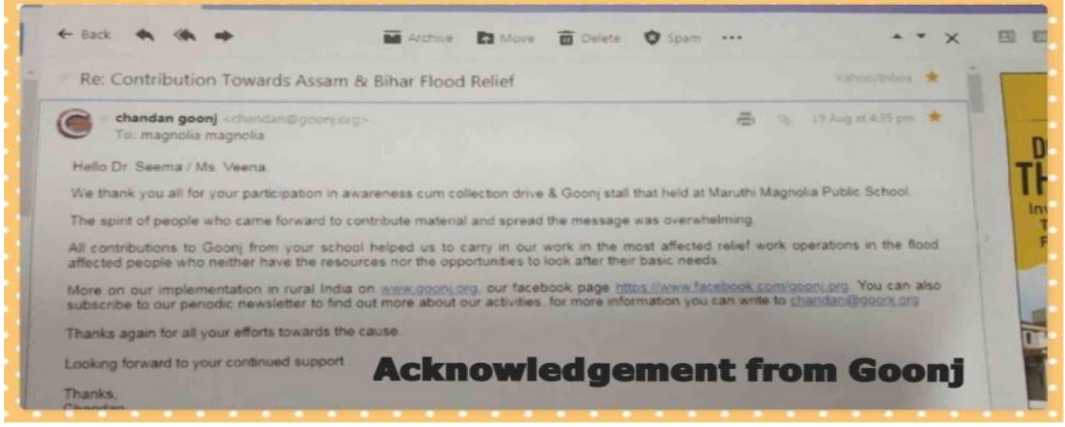 ← Back Archive Move Delete Spam •••
Re: Contribution Towards Assam & Bihar Flood Relief Yahoo/Inbox
chandan goonj <chandan@goonj.org> 19 Aug at 4:35 pm
To: magnolia magnolia
Hello Dr. Seema / Ms. Veena,
We thank you all for your participation in awareness cum collection drive & Goonj stall that held at Maruthi Magnolia Public School.
The spirit of people who came forward to contribute material and spread the message was overwhelming.
All contributions to Goonj from your school helped us to carry in our work in the most affected relief work operations in the flood
affected people who neither have the resources nor the opportunities to look after their basic needs.
More on our implementation in rural India on www.goonj.org, our facebook page https://www.facebook.com/goonj.org. You can also
subscribe to our periodic newsletter to find out more about our activities, for more information you can write to chandan@goonj.org
Thanks again for all your efforts towards the cause.
Looking forward to your continued support.
Acknowledgement from Goonj
Thanks,
Chandan